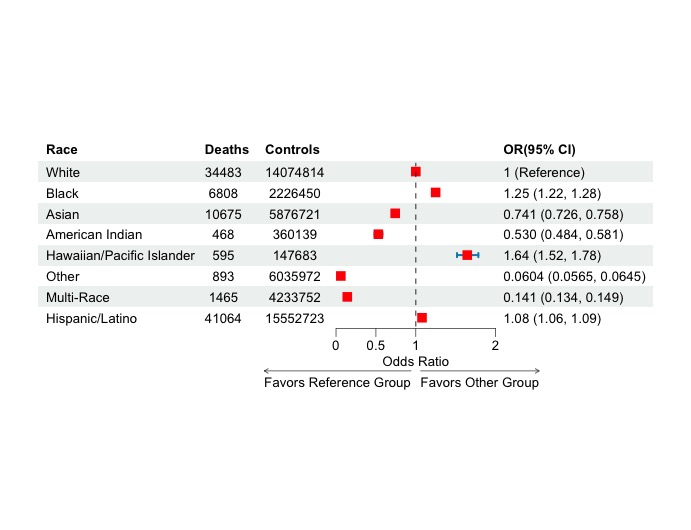 Race Deaths Controls OR(95% CI)
White 34483 14074814 1 (Reference)
Black 6808 2226450 1.25 (1.22, 1.28)
Asian 10675 5876721 0.741 (0.726, 0.758)
American Indian 468 360139 0.530 (0.484, 0.581)
Hawaiian/Pacific Islander 595 147683 1.64 (1.52, 1.78)
Other 893 6035972 0.0604 (0.0565, 0.0645)
Multi-Race 1465 4233752 0.141 (0.134, 0.149)
Hispanic/Latino 41064 15552723 1.08 (1.06, 1.09)
0 0.5 1 2
Odds Ratio
Favors Reference Group Favors Other Group